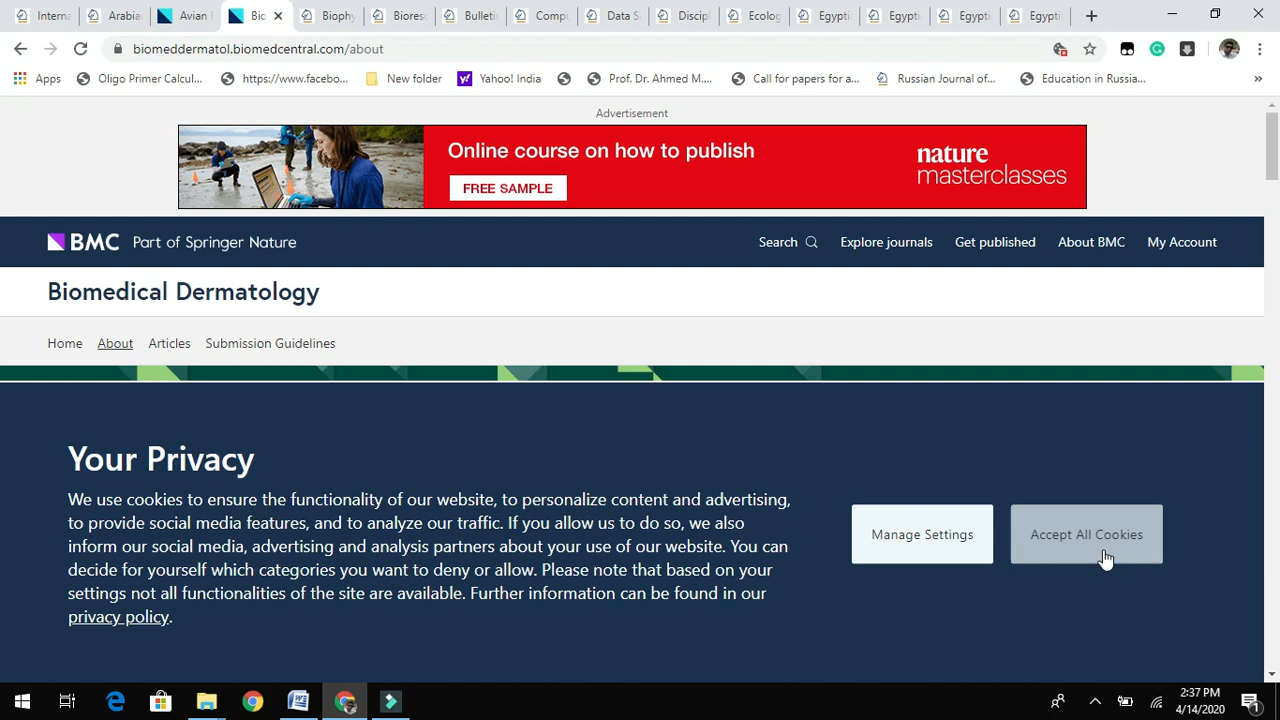 Interna
Arabia
Avian
Bio
Biophy
Biores
Bulleti
Compu
Data S
Discipl
Ecolog
Egypti
Egypti
Egypti
Egypti
biomeddermatol.biomedcentral.com/about
Apps
Oligo Primer Calcul...
https://www.facebo...
New folder
Yahoo! India
Prof. Dr. Ahmed M....
Call for papers for a...
Russian Journal of...
Education in Russia...
»
Advertisement
Online course on how to publish
FREE SAMPLE
nature
masterclasses
BMC Part of Springer Nature
Search
Explore journals
Get published
About BMC
My Account
Biomedical Dermatology
Home
About
Articles
Submission Guidelines
Your Privacy
We use cookies to ensure the functionality of our website, to personalize content and advertising,
to provide social media features, and to analyze our traffic. If you allow us to do so, we also
inform our social media, advertising and analysis partners about your use of our website. You can
decide for yourself which categories you want to deny or allow. Please note that based on your
settings not all functionalities of the site are available. Further information can be found in our
privacy policy.
Manage Settings
Accept All Cookies
2:37 PM
4/14/2020
1